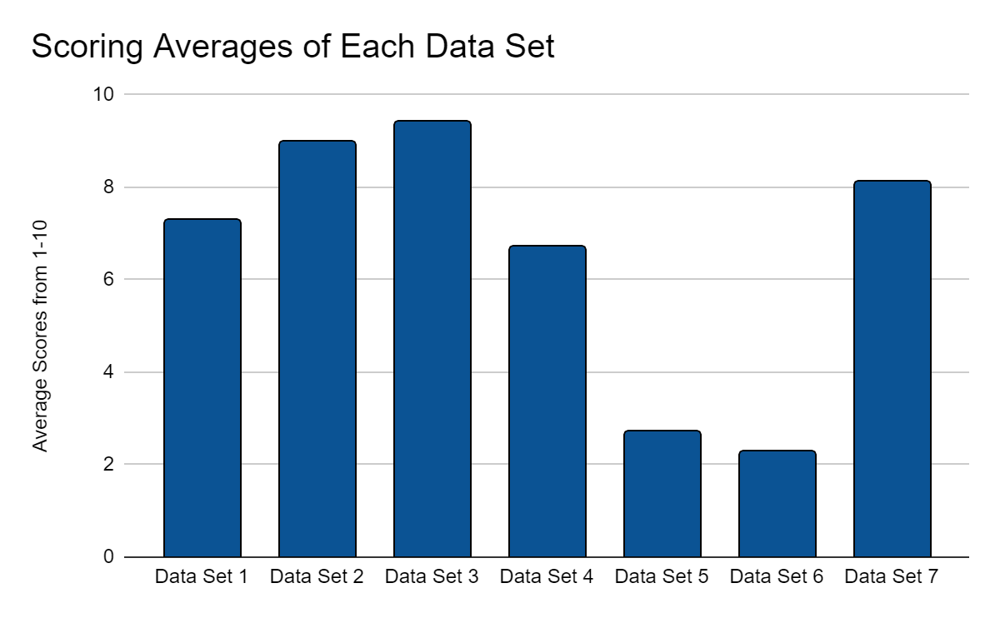 Scoring Averages of Each Data Set
Average Scores from 1-10
10
8
6
4
2
0
Data Set 1 Data Set 2 Data Set 3 Data Set 4 Data Set 5 Data Set 6 Data Set 7